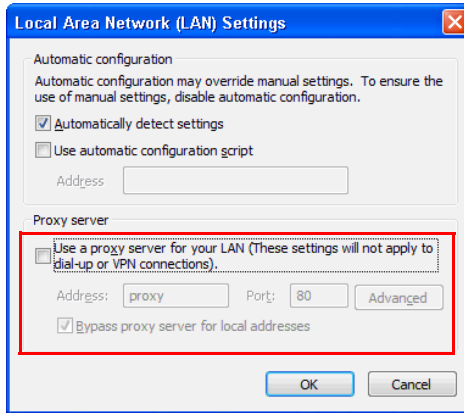 Local Area Network (LAN) Settings
Automatic configuration
Automatic configuration may override manual settings. To ensure the
use of manual settings, disable automatic configuration.
Automatically detect settings
Use automatic configuration script
Address
Proxy server
Use a proxy server for your LAN (These settings will not apply to
dial-up or VPN connections).
Address: proxy Port: 80 Advanced
Bypass proxy server for local addresses
OK Cancel